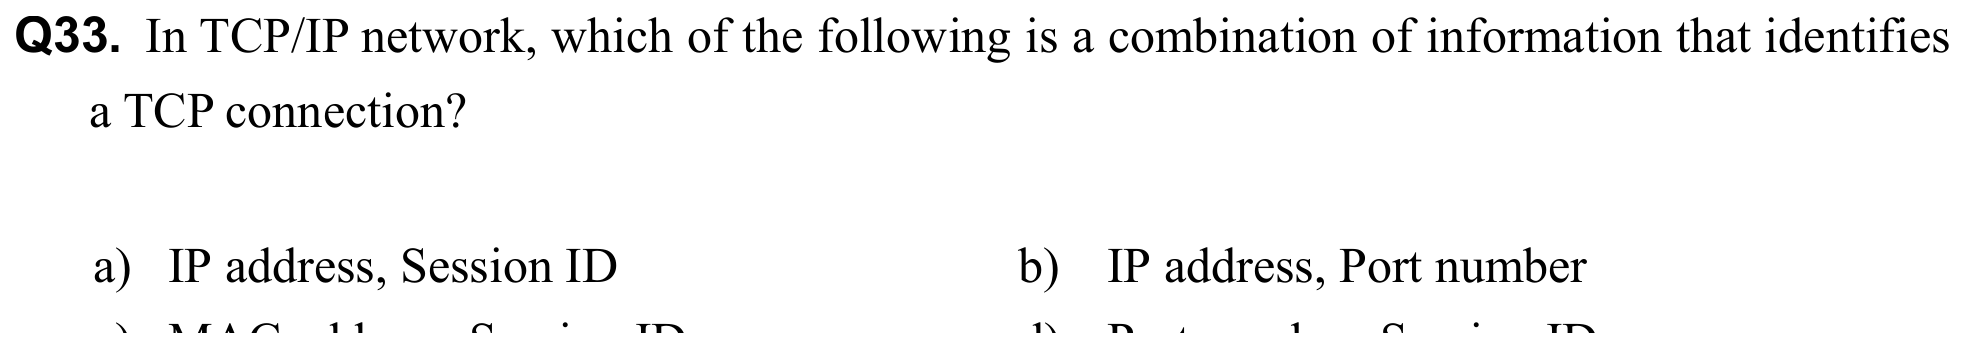 Q33. In TCP/IP network, which of the following is a combination of information that identifies
a TCP connection?
a) IP address, Session ID
b) IP address, Port number